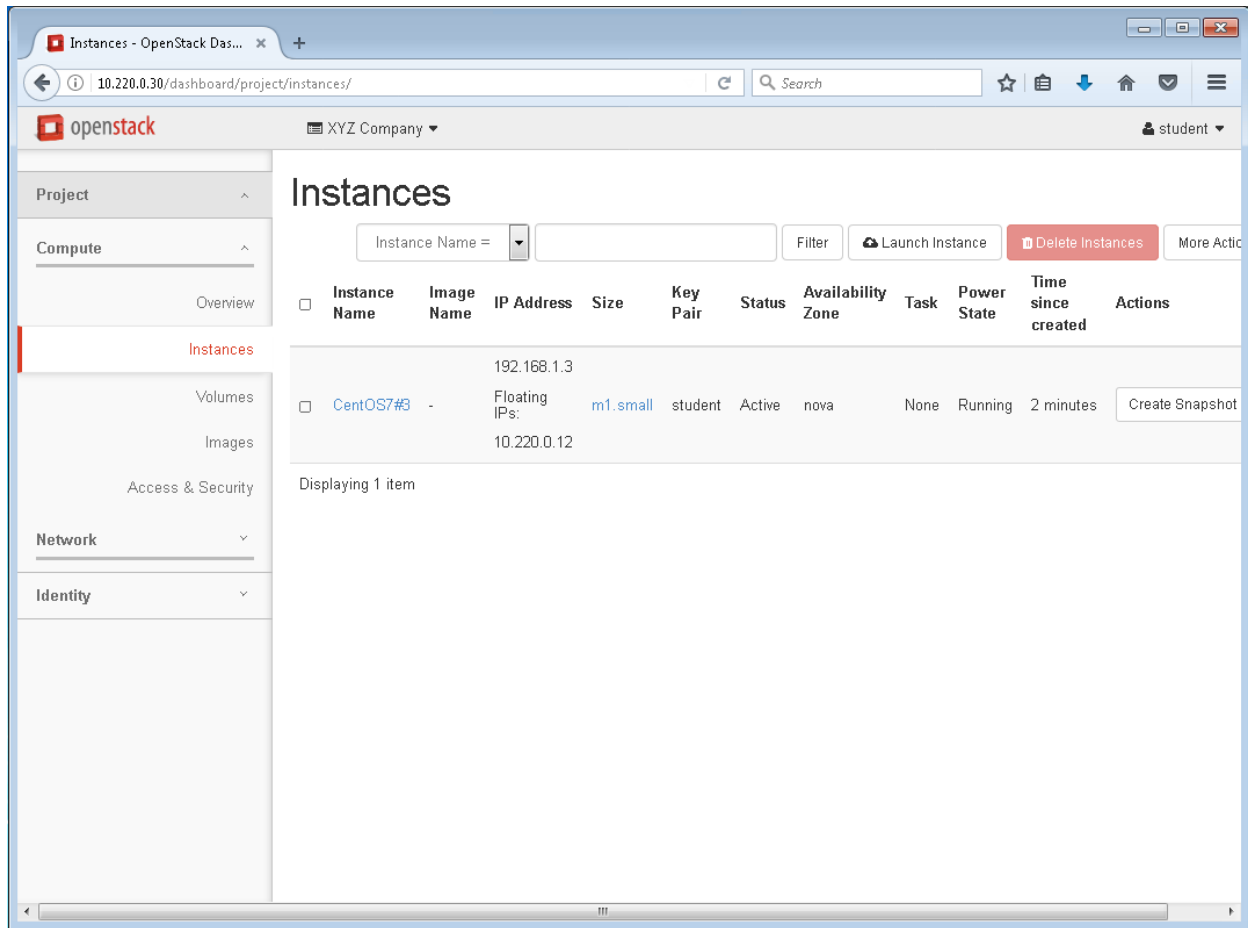 Instances - OpenStack Das...
10.220.0.30/dashboard/project/instances/
Search
openstack
XYZ Company
student
Project
Compute
Overview
Instances
Volumes
Images
Access & Security
Network
Identity
Instances
Instance Name =
Filter
Launch Instance
Delete Instances
More Actio
Instance Name
Image Name
IP Address
Size
Key Pair
Status
Availability Zone
Task
Power State
Time since created
Actions
CentOS7#3
-
192.168.1.3
Floating IPs:
10.220.0.12
m1.small
student
Active
nova
None
Running
2 minutes
Create Snapshot
Displaying 1 item